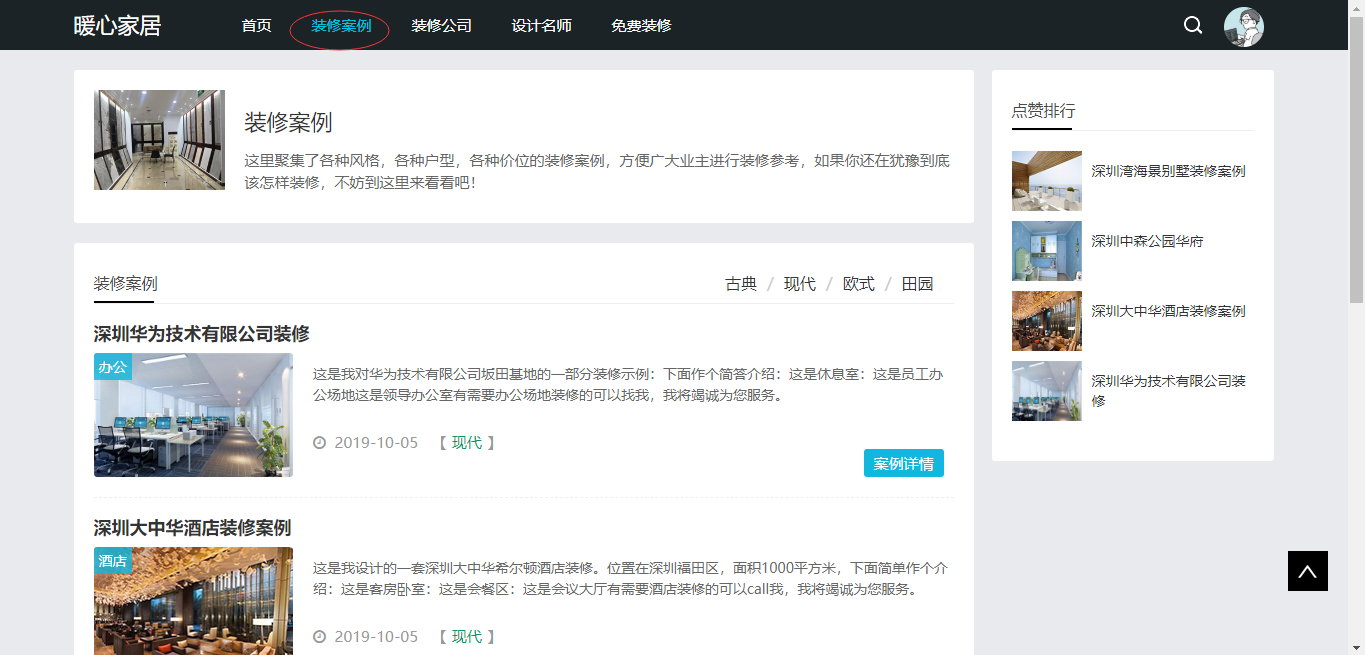 暖心家居
首页 装修案例 装修公司 设计名师 免费装修
装修案例
这里聚集了各种风格，各种户型，各种价位的装修案例，方便广大业主进行装修参考，如果你还在犹豫到底
该怎样装修，不妨到这里来看看吧！
装修案例
古典 / 现代 / 欧式 / 田园
深圳华为技术有限公司装修
办公
这是我对华为技术有限公司坂田基地的一部分装修示例：下面作个简答介绍：这是休息室：这是员工办
公场地这是领导办公室有需要办公场地装修的可以找我，我将竭诚为您服务。
2019-10-05 【 现代 】
案例详情
深圳大中华酒店装修案例
酒店
这是我设计的一套深圳大中华希尔顿酒店装修。位置在深圳福田区，面积1000平方米，下面简单作个介
绍：这是客房卧室：这是会餐区：这是会议大厅有需要酒店装修的可以call我，我将竭诚为您服务。
2019-10-05 【 现代 】
点赞排行
深圳湾海景别墅装修案例
深圳中森公园华府
深圳大中华酒店装修案例
深圳华为技术有限公司装
修